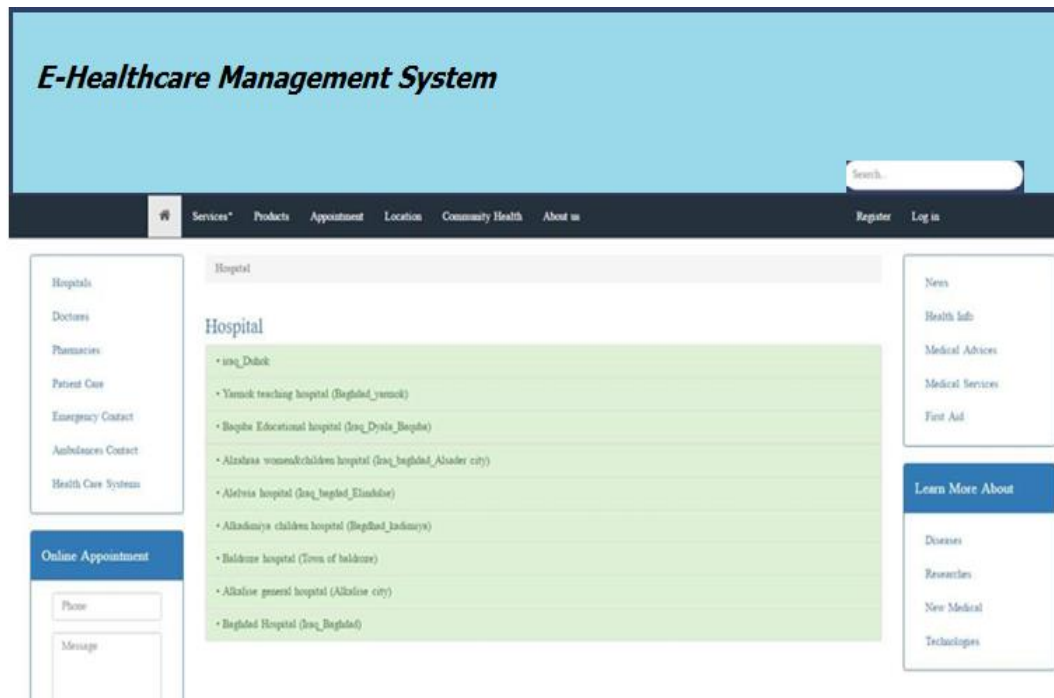 E-Healthcare Management System
Search..
Services* Products Appointment Location Community Health About us Register Log in
Hospitals
Doctores
Pharmacies
Patient Care
Emergency Contact
Ambulances Contact
Health Care Systems
Online Appointment
Phone
Message
Hospital
Hospital
• iraq_Duhok
• Yarmok teaching hospital (Baghdad_yarmok)
• Baquba Educational hospital (Iraq_Dyala_Baquba)
• Alzahraa women&children hospital (Iraq_baghdad_Alsader city)
• hospital
• Alkadimiya children hospital
• Baldroze hospital (Town of baldroze)
• Alkalise general hospital (Alkalise city)
• Baghdad Hospital (Iraq_Baghdad)
News
Health Info
Medical Advices
Medical Services
First Aid
Learn More About
Diseases
Researches
New Medical
Technologies